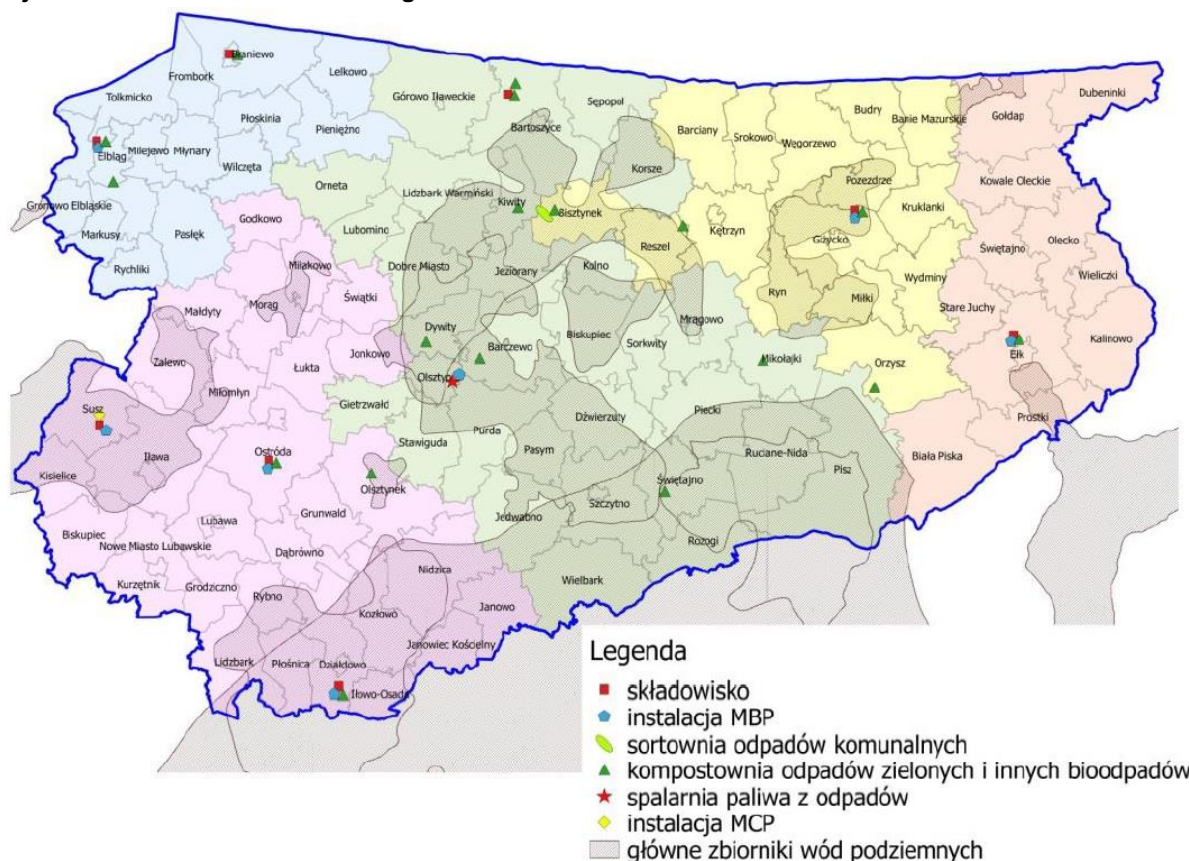 Braniewo
Frombork
Lelkowo
Tolkmicko
Górowo Iławeckie
Sępopol
Dubeninki
Budry
Banie Mazurskie
Gołdap
Płoskinia
Pieniężno
Bartoszyce
Barciany
Srokowo
Węgorzewo
Elbląg
Milejewo
Młynary
Wilczęta
Korsze
Kowale Oleckie
Orneta
Lidzbark Warmiński
Pozezdrze
Gronowo Elbląskie
Godkowo
Kiwity
Bisztynek
Kruklanki
Markusy
Pasłęk
Lubomino
Reszel
Kętrzyn
Giżycko
Świętajno
Olecko
Rychliki
Miłakowo
Dobre Miasto
Jeziorany
Kolno
Wydminy
Wieliczki
Małdyty
Morąg
Świątki
Ryn
Miłki
Stare Juchy
Dywity
Biskupiec
Sorkwity
Mrągowo
Kalinowo
Zalewo
Łukta
Jonkowo
Barczewo
Mikołajki
Orzysz
Ełk
Olsztyn
Miłomłyn
Gietrzwałd
Susz
Dźwierzuty
Piecki
Prostki
Stawiguda
Purda
Iława
Ostróda
Pasym
Ruciane-Nida
Biała Piska
Kisielice
Pisz
Olsztynek
Świętajno
Szczytno
Grunwald
Jedwabno
Lubawa
Biskupiec
Nowe Miasto Lubawskie
Dąbrówno
Rozogi
Nidzica
Wielbark
Kurzętnik
Grodziczno
Rybno
Kozłowo
Janowo
Janowiec Kościelny
Lidzbark
Płośnica
Działdowo
Iłowo-Osada
Legenda
składowisko
instalacja MBP
sortownia odpadów komunalnych
kompostownia odpadów zielonych i innych bioodpadów
spalarnia paliwa z odpadów
instalacja MCP
główne zbiorniki wód podziemnych